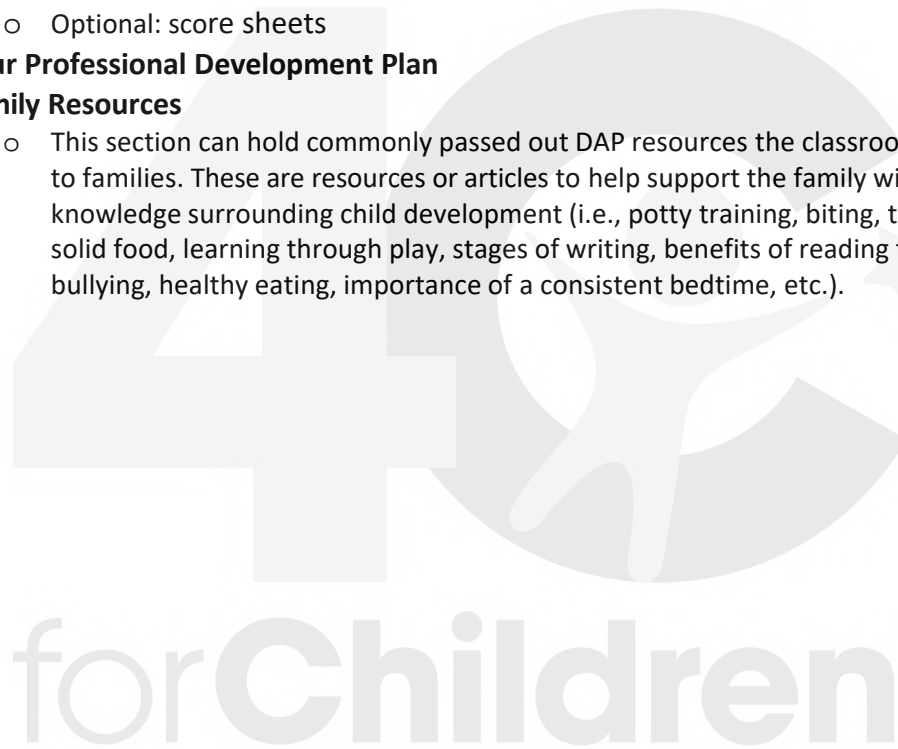 o Optional: score sheets
ur Professional Development Plan
nily Resources
o This section can hold commonly passed out DAP resources the classroo
to families. These are resources or articles to help support the family wi
knowledge surrounding child development (i.e., potty training, biting, t
solid food, learning through play, stages of writing, benefits of reading
bullying, healthy eating, importance of a consistent bedtime, etc.).
4C
forChildren